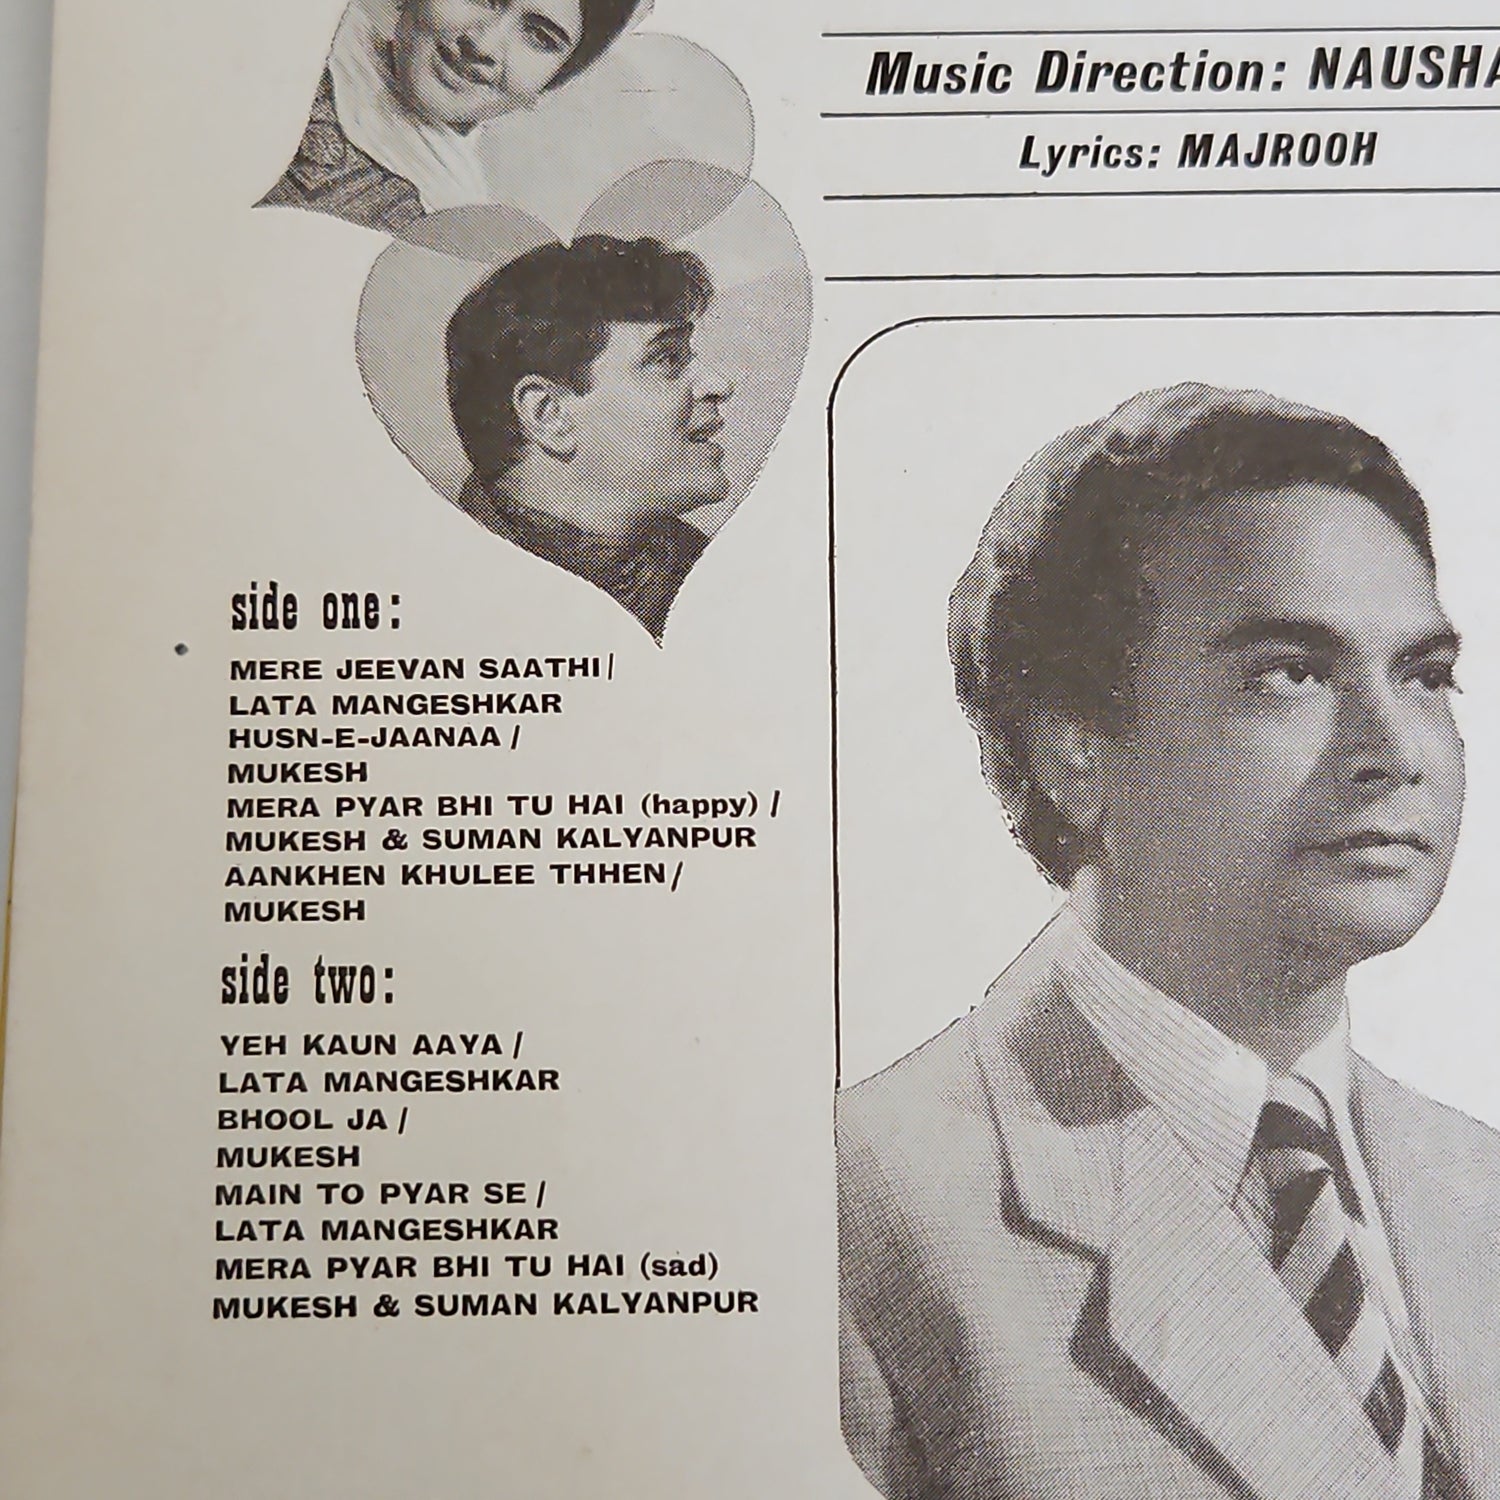 Music Direction: NAUSHA
Lyrics: MAJROOH
side one:
MERE JEEVAN SAATHI/
LATA MANGESHKAR
HUSN-E-JAANAA /
MUKESH
MERA PYAR BHI TU HAI (happy) /
MUKESH & SUMAN KALYANPUR
AANKHEN KHULEE THHEN/
MUKESH
side two:
YEH KAUN AAYA /
LATA MANGESHKAR
BHOOL JA /
MUKESH
MAIN TO PYAR SE /
LATA MANGESHKAR
MERA PYAR BHI TU HAI (sad)
MUKESH & SUMAN KALYANPUR